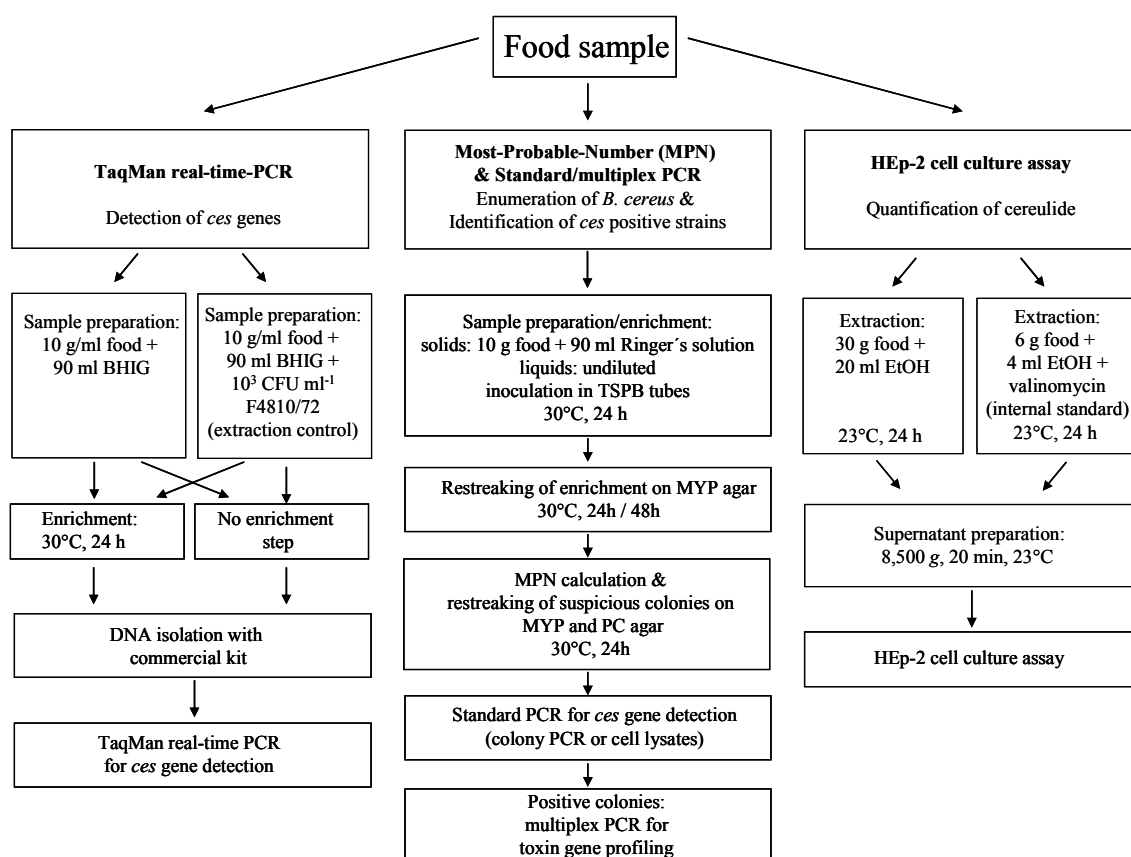 Food sample
TaqMan real-time-PCR
Detection of ces genes
Sample preparation:
10 g/ml food +
90 ml BHIG
Sample preparation:
10 g/ml food +
90 ml BHIG +
10³ CFU ml⁻¹
F4810/72
(extraction control)
Enrichment:
30°C, 24 h
No enrichment
step
DNA isolation with
commercial kit
TaqMan real-time PCR
for ces gene detection
Most-Probable-Number (MPN)
& Standard/multiplex PCR
Enumeration of B. cereus &
Identification of ces positive strains
Sample preparation/enrichment:
solids: 10 g food + 90 ml Ringer´s solution
liquids: undiluted
inoculation in TSPB tubes
30°C, 24 h
Restreaking of enrichment on MYP agar
30°C, 24h / 48h
MPN calculation &
restreaking of suspicious colonies on
MYP and PC agar
30°C, 24h
Standard PCR for ces gene detection
(colony PCR or cell lysates)
Positive colonies:
multiplex PCR for
toxin gene profiling
HEp-2 cell culture assay
Quantification of cereulide
Extraction:
30 g food +
20 ml EtOH
23°C, 24 h
Extraction:
6 g food +
4 ml EtOH +
valinomycin
(internal standard)
23°C, 24 h
Supernatant preparation:
8,500 g, 20 min, 23°C
HEp-2 cell culture assay